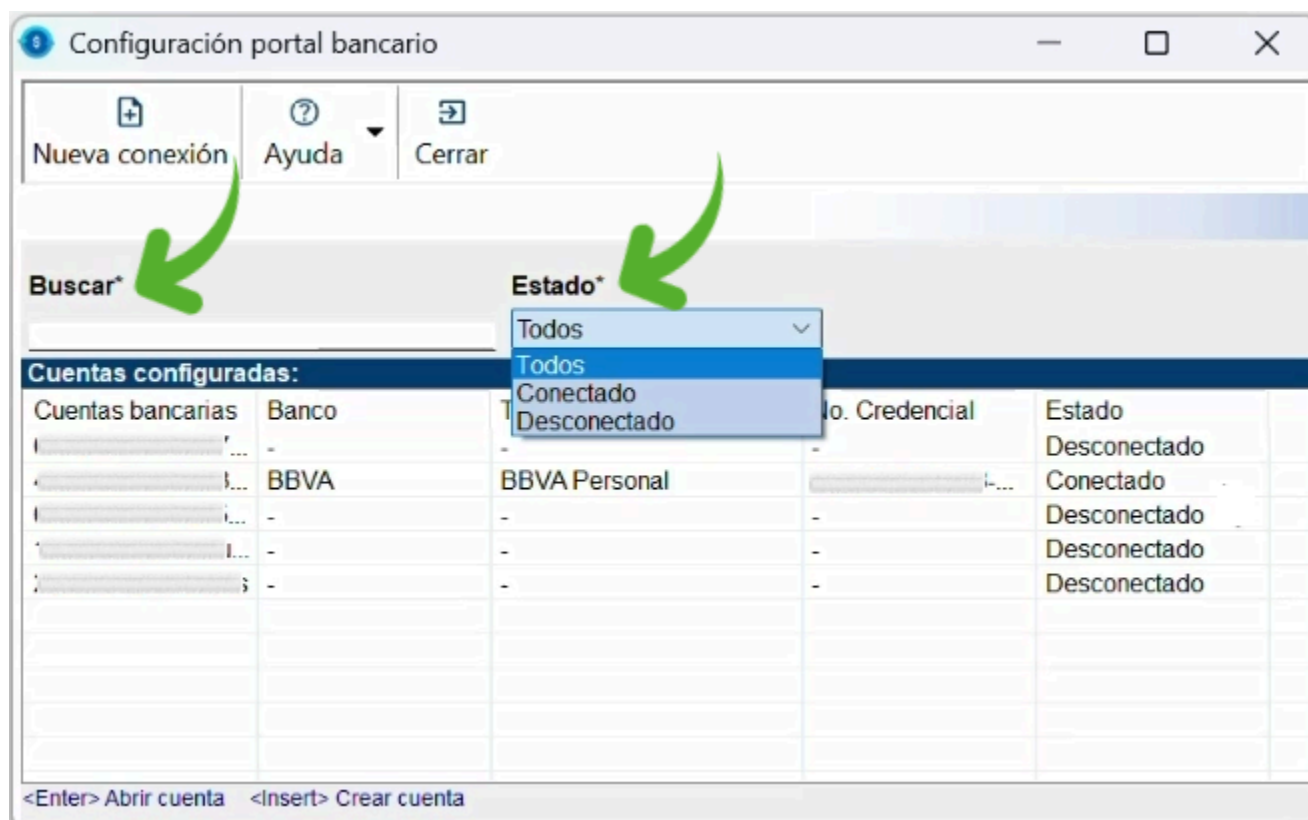 Configuración portal bancario
Nueva conexión Ayuda Cerrar
Buscar* Estado*
Todos
Cuentas configuradas: Todos
Conectado
Desconectado
Cuentas bancarias Banco No. Credencial Estado
- - - Desconectado
BBVA BBVA Personal Conectado
- - - Desconectado
- - - Desconectado
- - - Desconectado
<Enter> Abrir cuenta <Insert> Crear cuenta